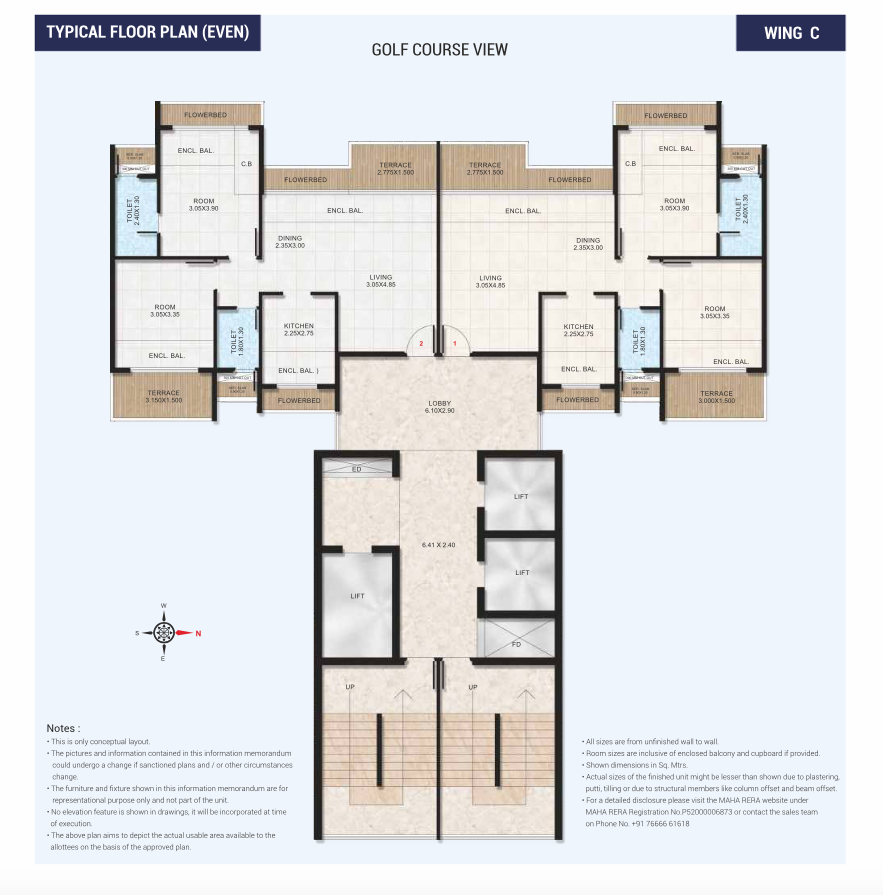 TYPICAL FLOOR PLAN (EVEN)
WING C
GOLF COURSE VIEW
FLOWERBED
FLOWERBED
ENCL. BAL.
ENCL. BAL.
C.B
C.B
TERRACE
2.775X1.500
TERRACE
2.775X1.500
FLOWERBED
FLOWERBED
TOILET
2.40X1.30
ROOM
3.05X3.90
ENCL. BAL.
ENCL. BAL.
ROOM
3.05X3.90
TOILET
2.40X1.30
DINING
2.35X3.00
DINING
2.35X3.00
LIVING
3.05X4.85
LIVING
3.05X4.85
ROOM
3.05X3.35
ROOM
3.05X3.35
TOILET
1.80X1.30
KITCHEN
2.25X2.75
KITCHEN
2.25X2.75
TOILET
1.80X1.30
2
1
ENCL. BAL.
ENCL. BAL. )
ENCL. BAL.
ENCL. BAL.
TERRACE
3.150X1.500
FLOWERBED
FLOWERBED
TERRACE
3.000X1.500
LOBBY
6.10X2.90
ED
LIFT
6.41 X 2.40
LIFT
LIFT
FD
W
S
N
E
UP
UP
Notes :
• This is only conceptual layout.
• The pictures and information contained in this information memorandum
could undergo a change if sanctioned plans and / or other circumstances
change.
• The furniture and fixture shown in this information memorandum are for
representational purpose only and not part of the unit.
• No elevation feature is shown in drawings, it will be incorporated at time
of execution.
• The above plan aims to depict the actual usable area available to the
allottees on the basis of the approved plan.
• All sizes are from unfinished wall to wall.
• Room sizes are inclusive of enclosed balcony and cupboard if provided.
• Shown dimensions in Sq. Mtrs.
• Actual sizes of the finished unit might be lesser than shown due to plastering,
putti, tilling or due to structural members like column offset and beam offset.
• For a detailed disclosure please visit the MAHA RERA website under
MAHA RERA Registration No.P52000006873 or contact the sales team
on Phone No. +91 76666 61618